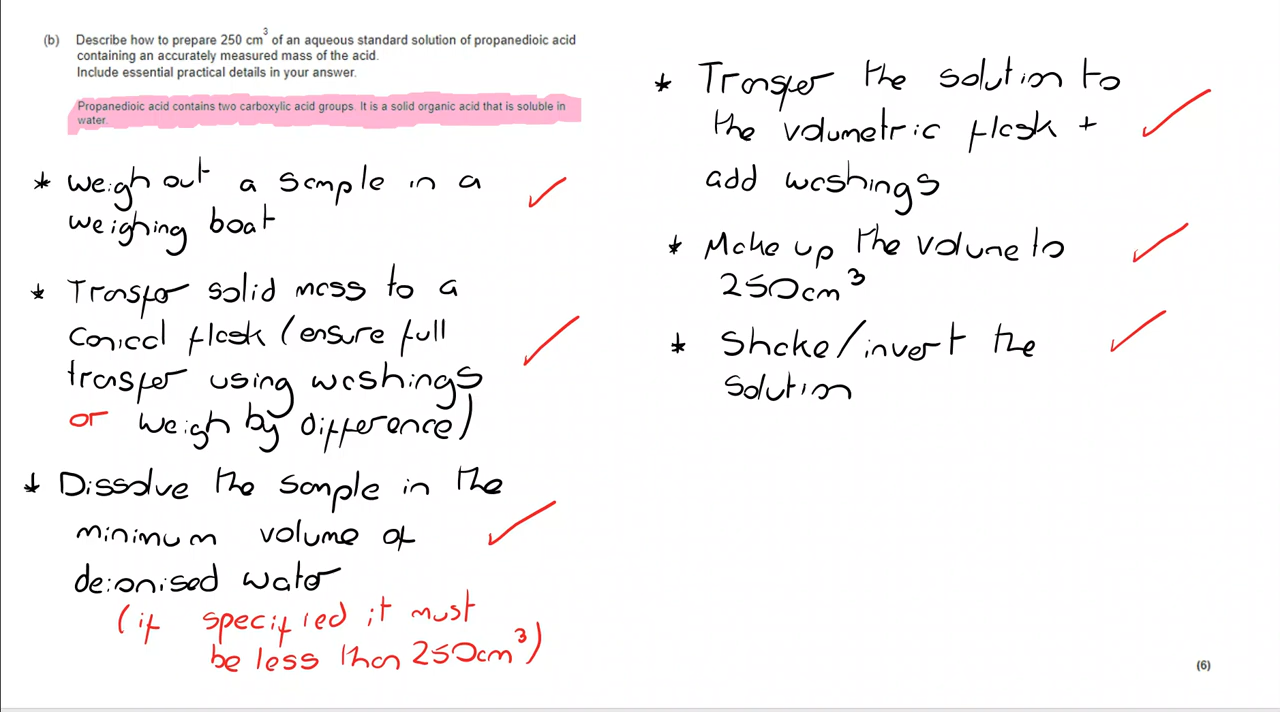 (b) Describe how to prepare 250 cm³ of an aqueous standard solution of propanedioic acid
containing an accurately measured mass of the acid.
Include essential practical details in your answer.
Propanedioic acid contains two carboxylic acid groups. It is a solid organic acid that is soluble in
water.
* Weigh out a sample in a
weighing boat
* Transfer solid mass to a
conical flask (ensure full
transfer using washings
or weigh by difference)
* Dissolve the sample in the
minimum volume of
deionised water
(if specified it must
be less than 250cm³)
* Transfer the solution to
the volumetric flask +
add washings
* Make up the volume to
250cm³
* Shake/invert the
solution
(6)